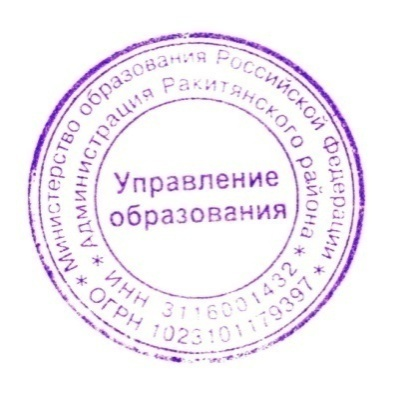 * Министерство образования Российской Федерации *
ОГРН 1023101179397
* Администрация Ракитянского района *
ИНН 3116001432
Управление
образования